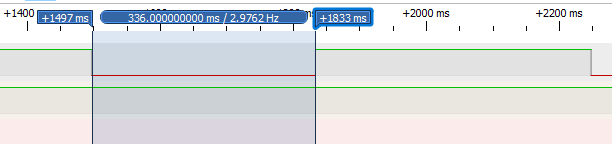 +1400 +2000 ms +2200 ms
+1497 ms 336.000000000 ms / 2.9762 Hz +1833 ms